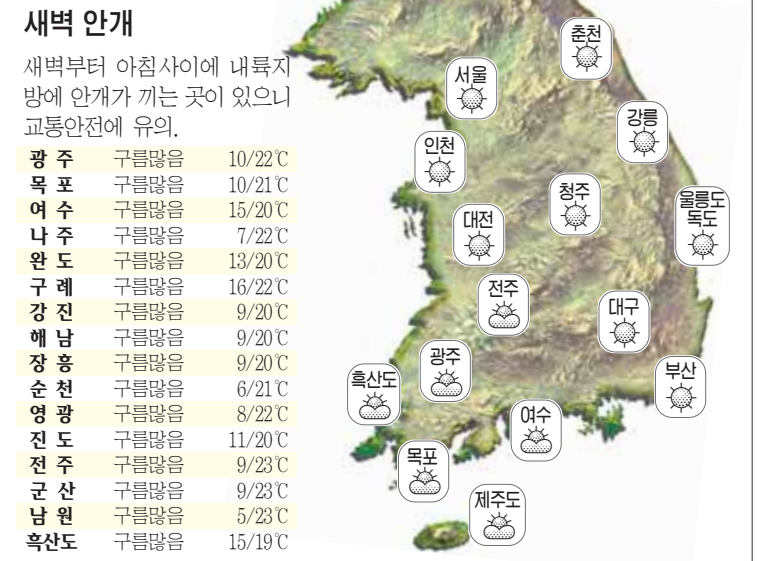 새벽 안개
새벽부터 아침사이에 내륙지
방에 안개가 끼는 곳이 있으니
교통안전에 유의.
광 주 구름많음 10/22℃
목 포 구름많음 10/21℃
여 수 구름많음 15/20℃
나 주 구름많음 7/22℃
완 도 구름많음 13/20℃
구 례 구름많음 16/22℃
강 진 구름많음 9/20℃
해 남 구름많음 9/20℃
장 흥 구름많음 9/20℃
순 천 구름많음 6/21℃
영 광 구름많음 8/22℃
진 도 구름많음 11/20℃
전 주 구름많음 9/23℃
군 산 구름많음 9/23℃
남 원 구름많음 5/23℃
흑산도 구름많음 15/19℃
춘천
서울
강릉
인천
청주
울릉도
독도
대전
전주
대구
광주
흑산도
부산
여수
목포
제주도